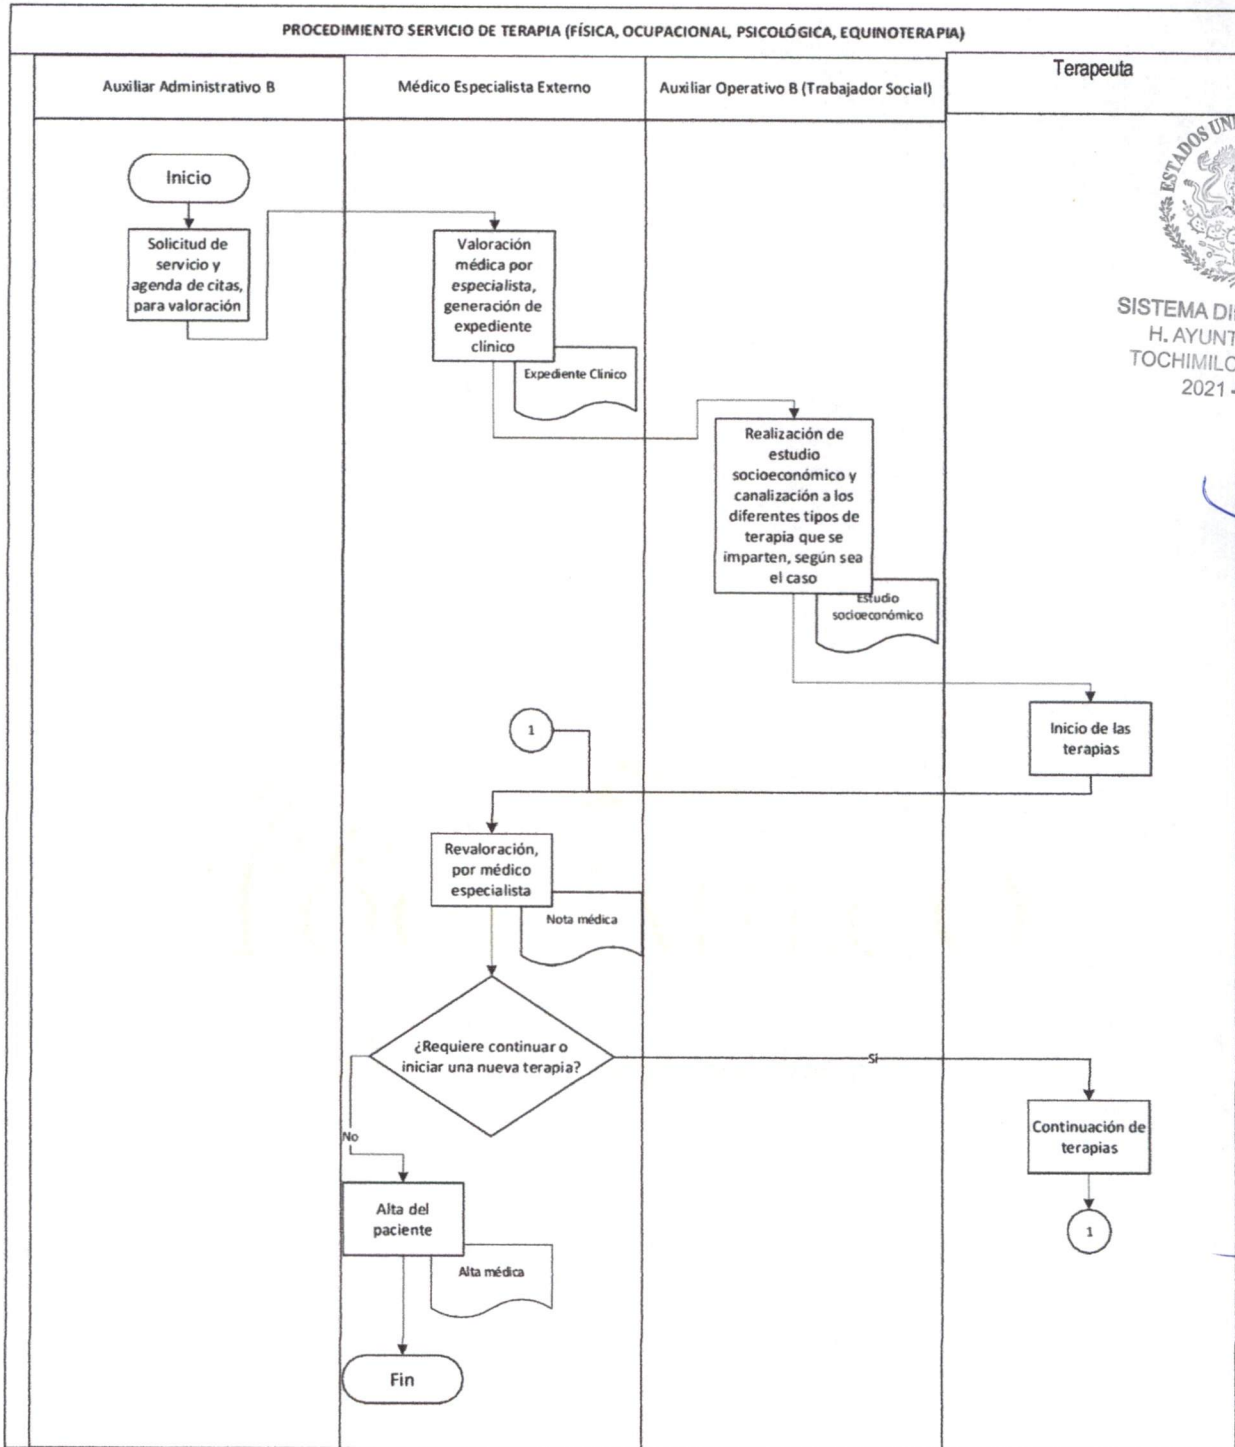 PROCEDIMIENTO SERVICIO DE TERAPIA (FÍSICA, OCUPACIONAL, PSICOLÓGICA, EQUINOTERAPIA)
Auxiliar Administrativo B
Médico Especialista Externo
Auxiliar Operativo B (Trabajador Social)
Terapeuta
ESTADOS UNI
SISTEMA DI
H. AYUNT
TOCHIMILC
2021 -
Inicio
Solicitud de
servicio y
agenda de citas,
para valoración
Valoración
médica por
especialista,
generación de
expediente
clínico
Expediente Clínico
Realización de
estudio
socioeconómico y
canalización a los
diferentes tipos de
terapia que se
imparten, según sea
el caso
Estudio
socioeconómico
Inicio de las
terapias
1
Revaloración,
por médico
especialista
Nota médica
¿Requiere continuar o
iniciar una nueva terapia?
Sí
No
Continuación de
terapias
1
Alta del
paciente
Alta médica
Fin